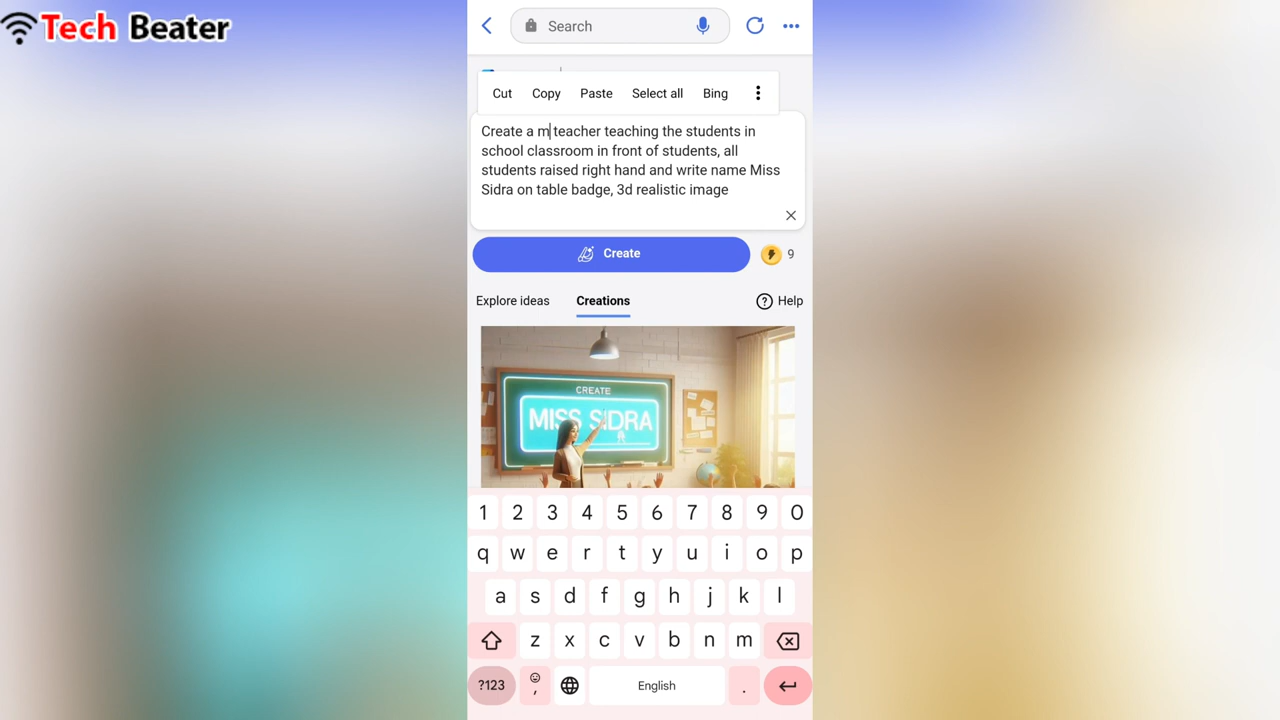 Tech Beater
Search
Cut Copy Paste Select all Bing
Create a m teacher teaching the students in
school classroom in front of students, all
students raised right hand and write name Miss
Sidra on table badge, 3d realistic image
Create
9
Explore ideas Creations Help
CREATE
MISS SIDRA
1 2 3 4 5 6 7 8 9 0
q w e r t y u i o p
a s d f g h j k l
z x c v b n m
?123 , English .